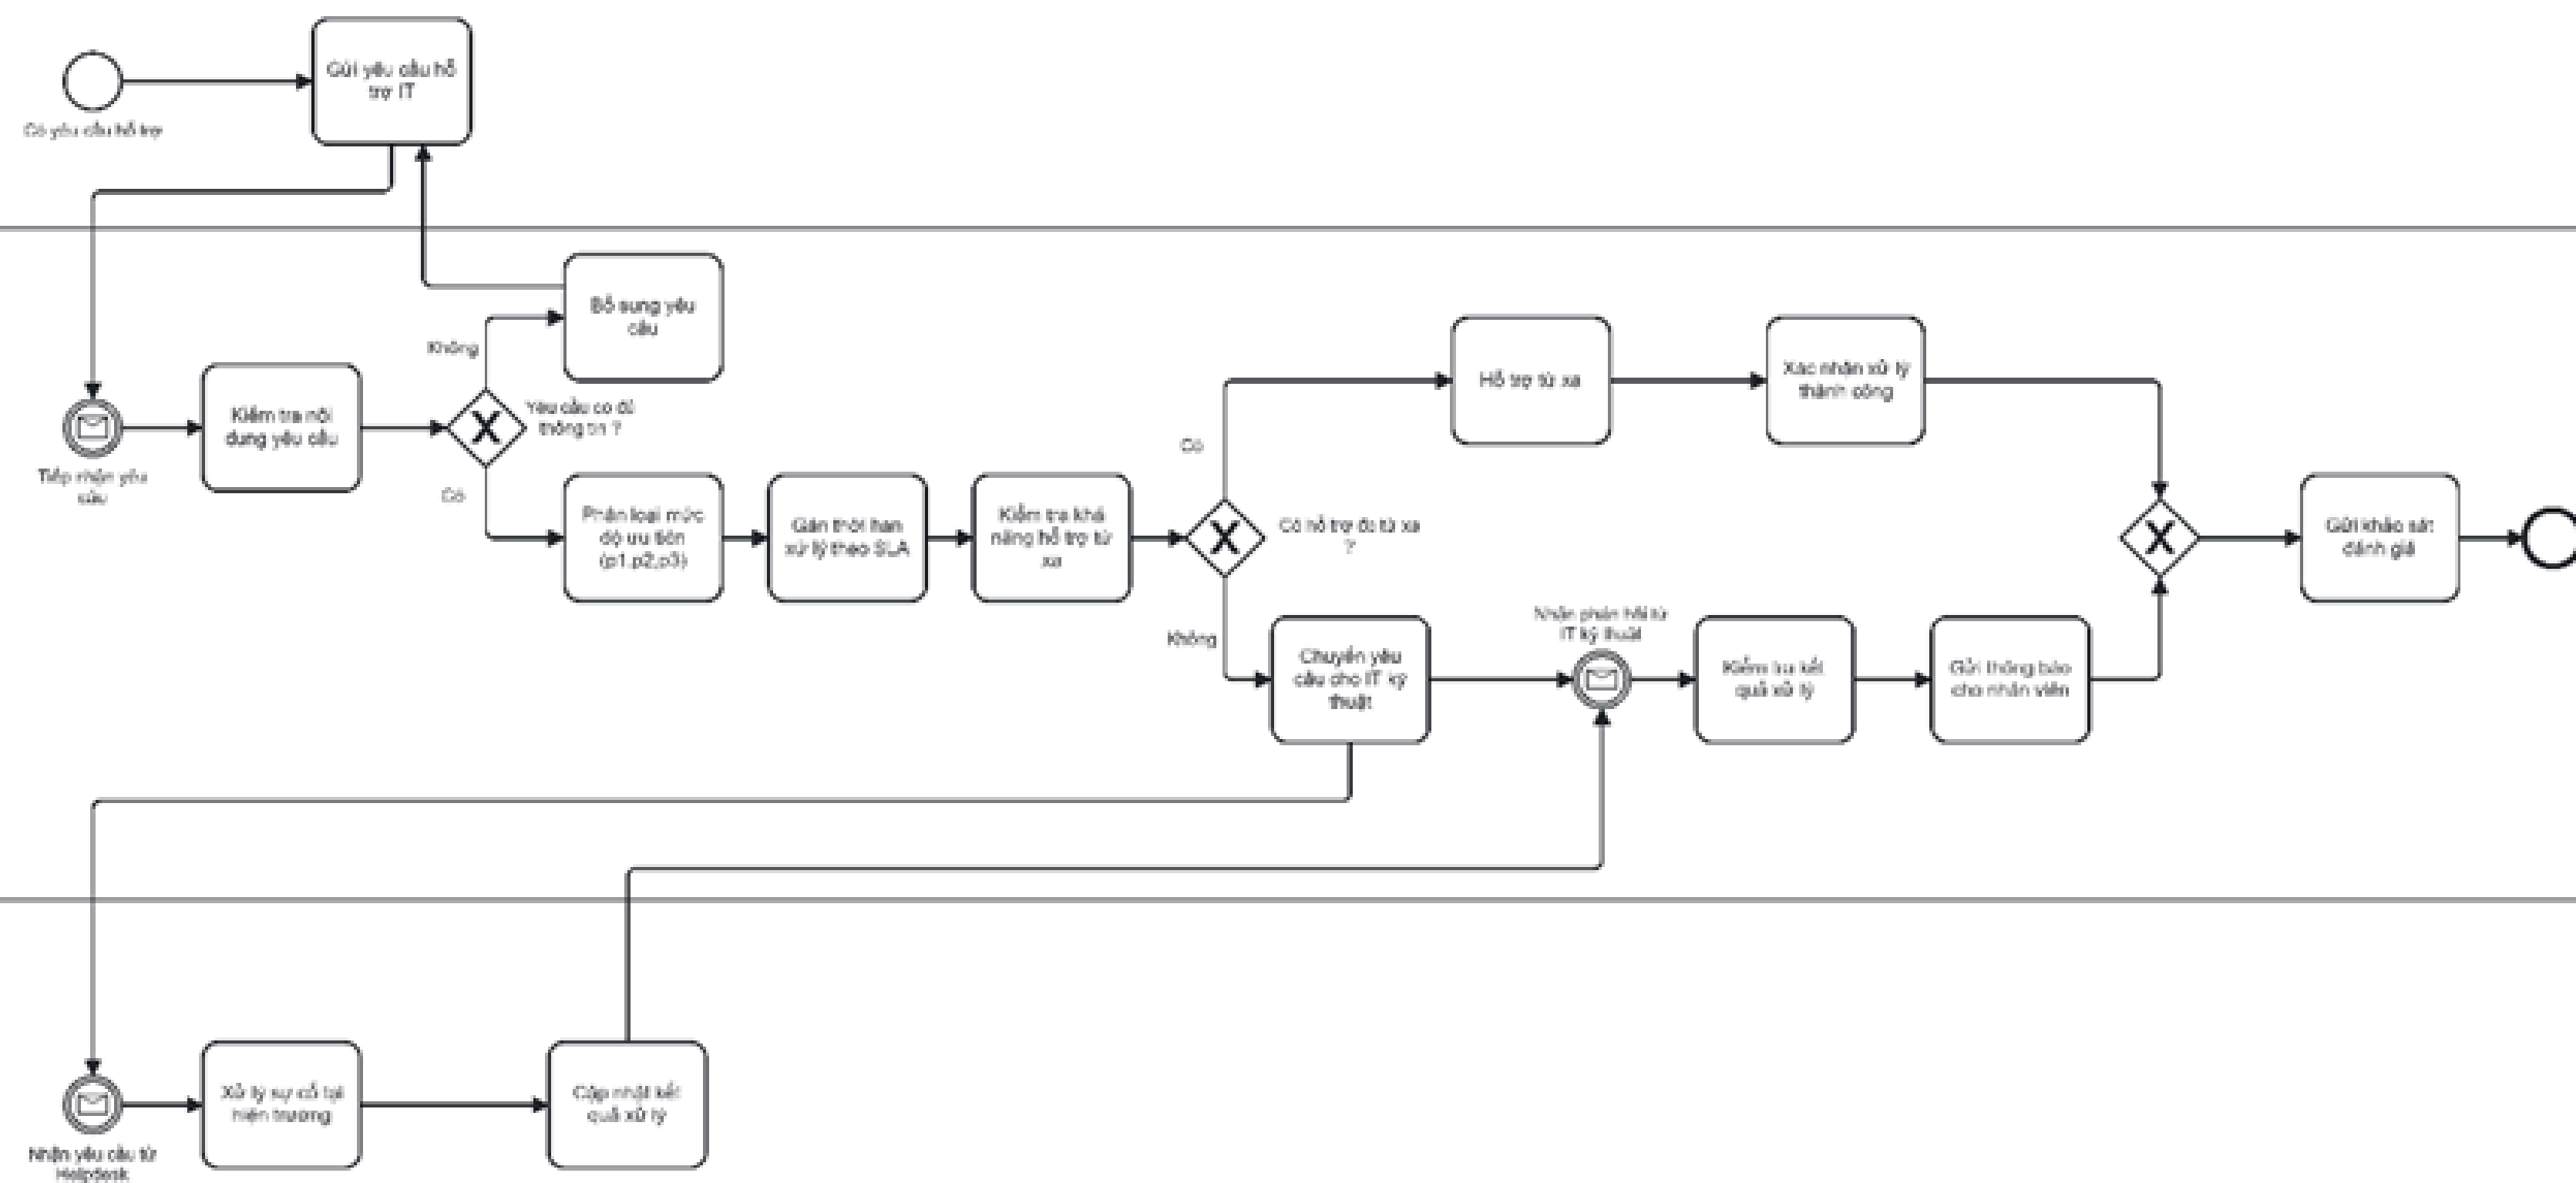 Gửi yêu cầu hỗ
trợ IT
Có yêu cầu hỗ trợ
Bổ sung yêu
cầu
Không
Yêu cầu có đủ
thông tin ?
Kiểm tra nội
dung yêu cầu
Tiếp nhận yêu
cầu
Có
Phân loại mức
độ ưu tiên
(p1,p2,p3)
Gán thời hạn
xử lý theo SLA
Kiểm tra khả
năng hỗ trợ từ
xa
Có
Có hỗ trợ đc từ xa
?
Không
Hỗ trợ từ xa
Xác nhận xử lý
thành công
Chuyển yêu
cầu cho IT kỹ
thuật
Nhận phản hồi từ
IT kỹ thuật
Kiểm tra kết
quả xử lý
Gửi thông báo
cho nhân viên
Gửi khảo sát
đánh giá
Nhận yêu cầu từ
Helpdesk
Xử lý sự cố tại
hiện trường
Cập nhật kết
quả xử lý